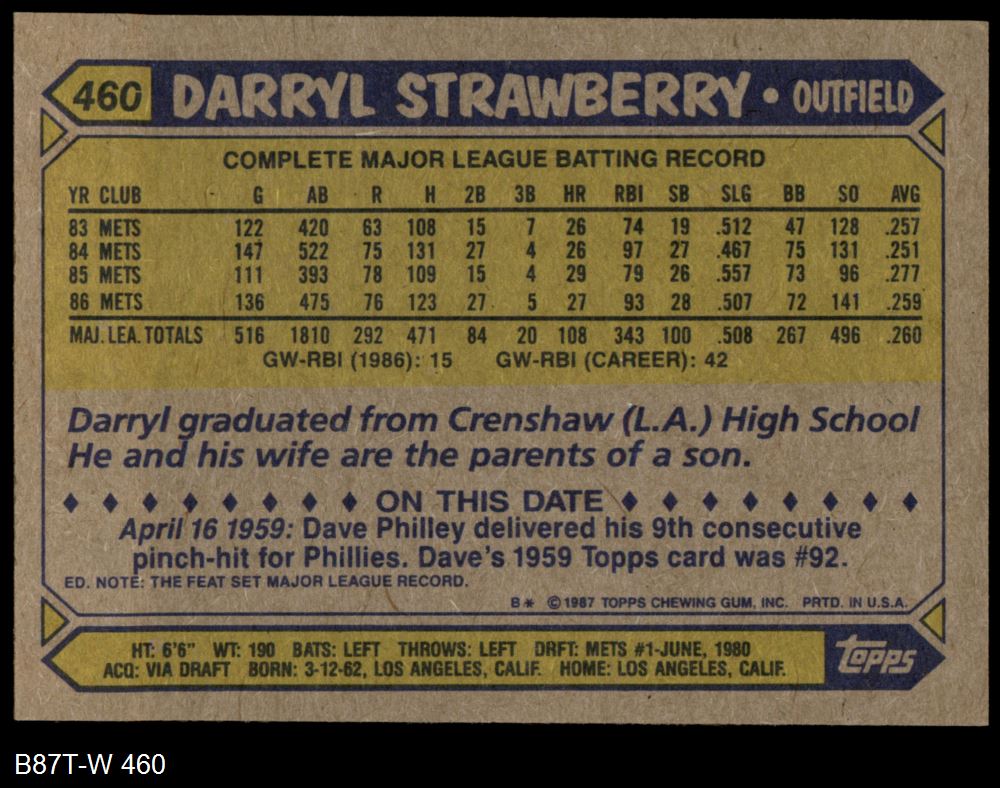 460 DARRYL STRAWBERRY • OUTFIELD
COMPLETE MAJOR LEAGUE BATTING RECORD
YR CLUB G AB R H 2B 3B HR RBI SB SLG BB SO AVG
83 METS 122 420 63 108 15 7 26 74 19 .512 47 128 .257
84 METS 147 522 75 131 27 4 26 97 27 .467 75 131 .251
85 METS 111 393 78 109 15 4 29 79 26 .557 73 96 .277
86 METS 136 475 76 123 27 5 27 93 28 .507 72 141 .259
MAJ. LEA. TOTALS 516 1810 292 471 84 20 108 343 100 .508 267 496 .260
GW-RBI (1986): 15 GW-RBI (CAREER): 42
Darryl graduated from Crenshaw (L.A.) High School
He and his wife are the parents of a son.
♦ ♦ ♦ ♦ ♦ ♦ ♦ ♦ ON THIS DATE ♦ ♦ ♦ ♦ ♦ ♦ ♦ ♦
April 16 1959: Dave Philley delivered his 9th consecutive
pinch-hit for Phillies. Dave's 1959 Topps card was #92.
ED. NOTE: THE FEAT SET MAJOR LEAGUE RECORD.
B* © 1987 TOPPS CHEWING GUM, INC. PRTD. IN U.S.A.
HT: 6'6" WT: 190 BATS: LEFT THROWS: LEFT DRFT: METS #1-JUNE, 1980
ACQ: VIA DRAFT BORN: 3-12-62, LOS ANGELES, CALIF. HOME: LOS ANGELES, CALIF.
topps
B87T-W 460